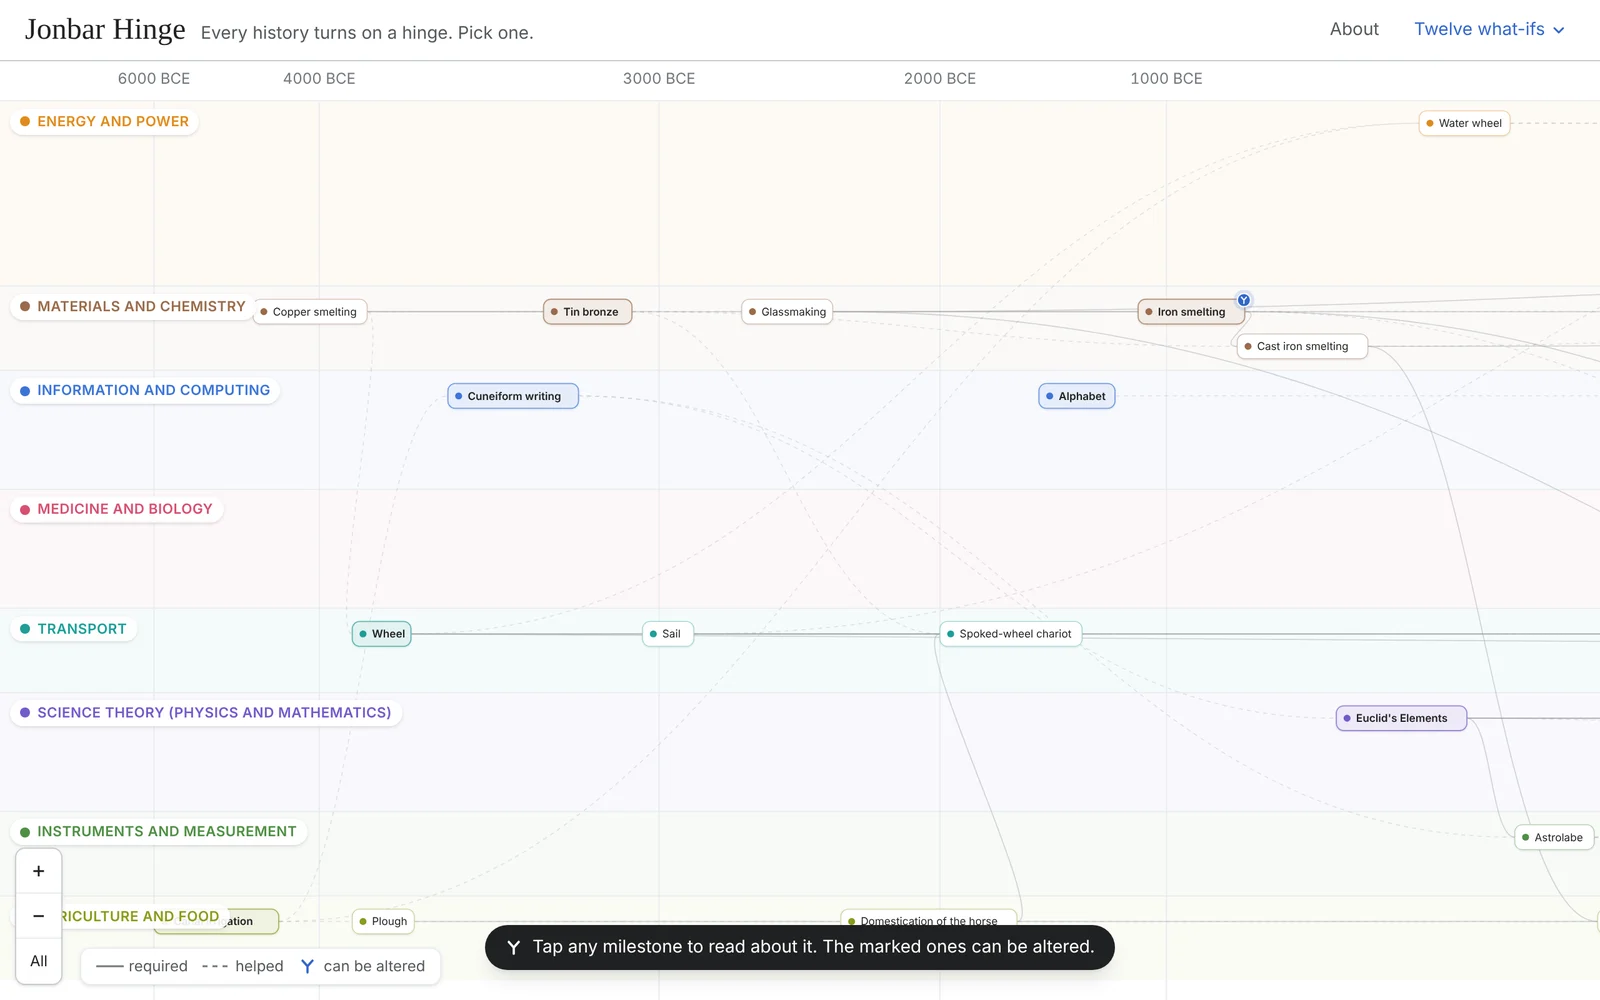 Jonbar Hinge
Every history turns on a hinge. Pick one.
About
Twelve what-ifs
6000 BCE
4000 BCE
3000 BCE
2000 BCE
1000 BCE
ENERGY AND POWER
Water wheel
MATERIALS AND CHEMISTRY
Copper smelting
Tin bronze
Glassmaking
Iron smelting
Cast iron smelting
INFORMATION AND COMPUTING
Cuneiform writing
Alphabet
MEDICINE AND BIOLOGY
TRANSPORT
Wheel
Sail
Spoked-wheel chariot
SCIENCE THEORY (PHYSICS AND MATHEMATICS)
Euclid's Elements
INSTRUMENTS AND MEASUREMENT
Astrolabe
+
−
All
RICULTURE AND FOOD
ation
Plough
Domestication of the horse
required
helped
can be altered
Tap any milestone to read about it. The marked ones can be altered.